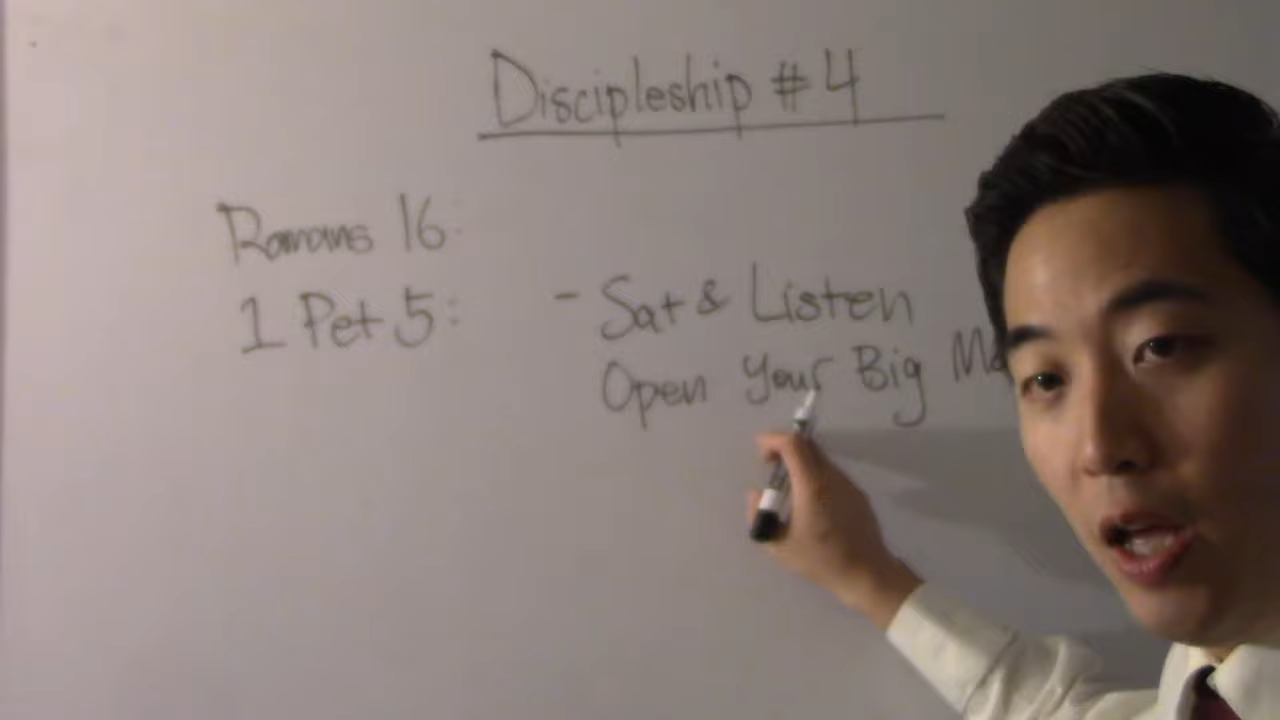 Discipleship #4
Romans 16:
1 Pet 5:
- Sat & Listen
Open Your Big